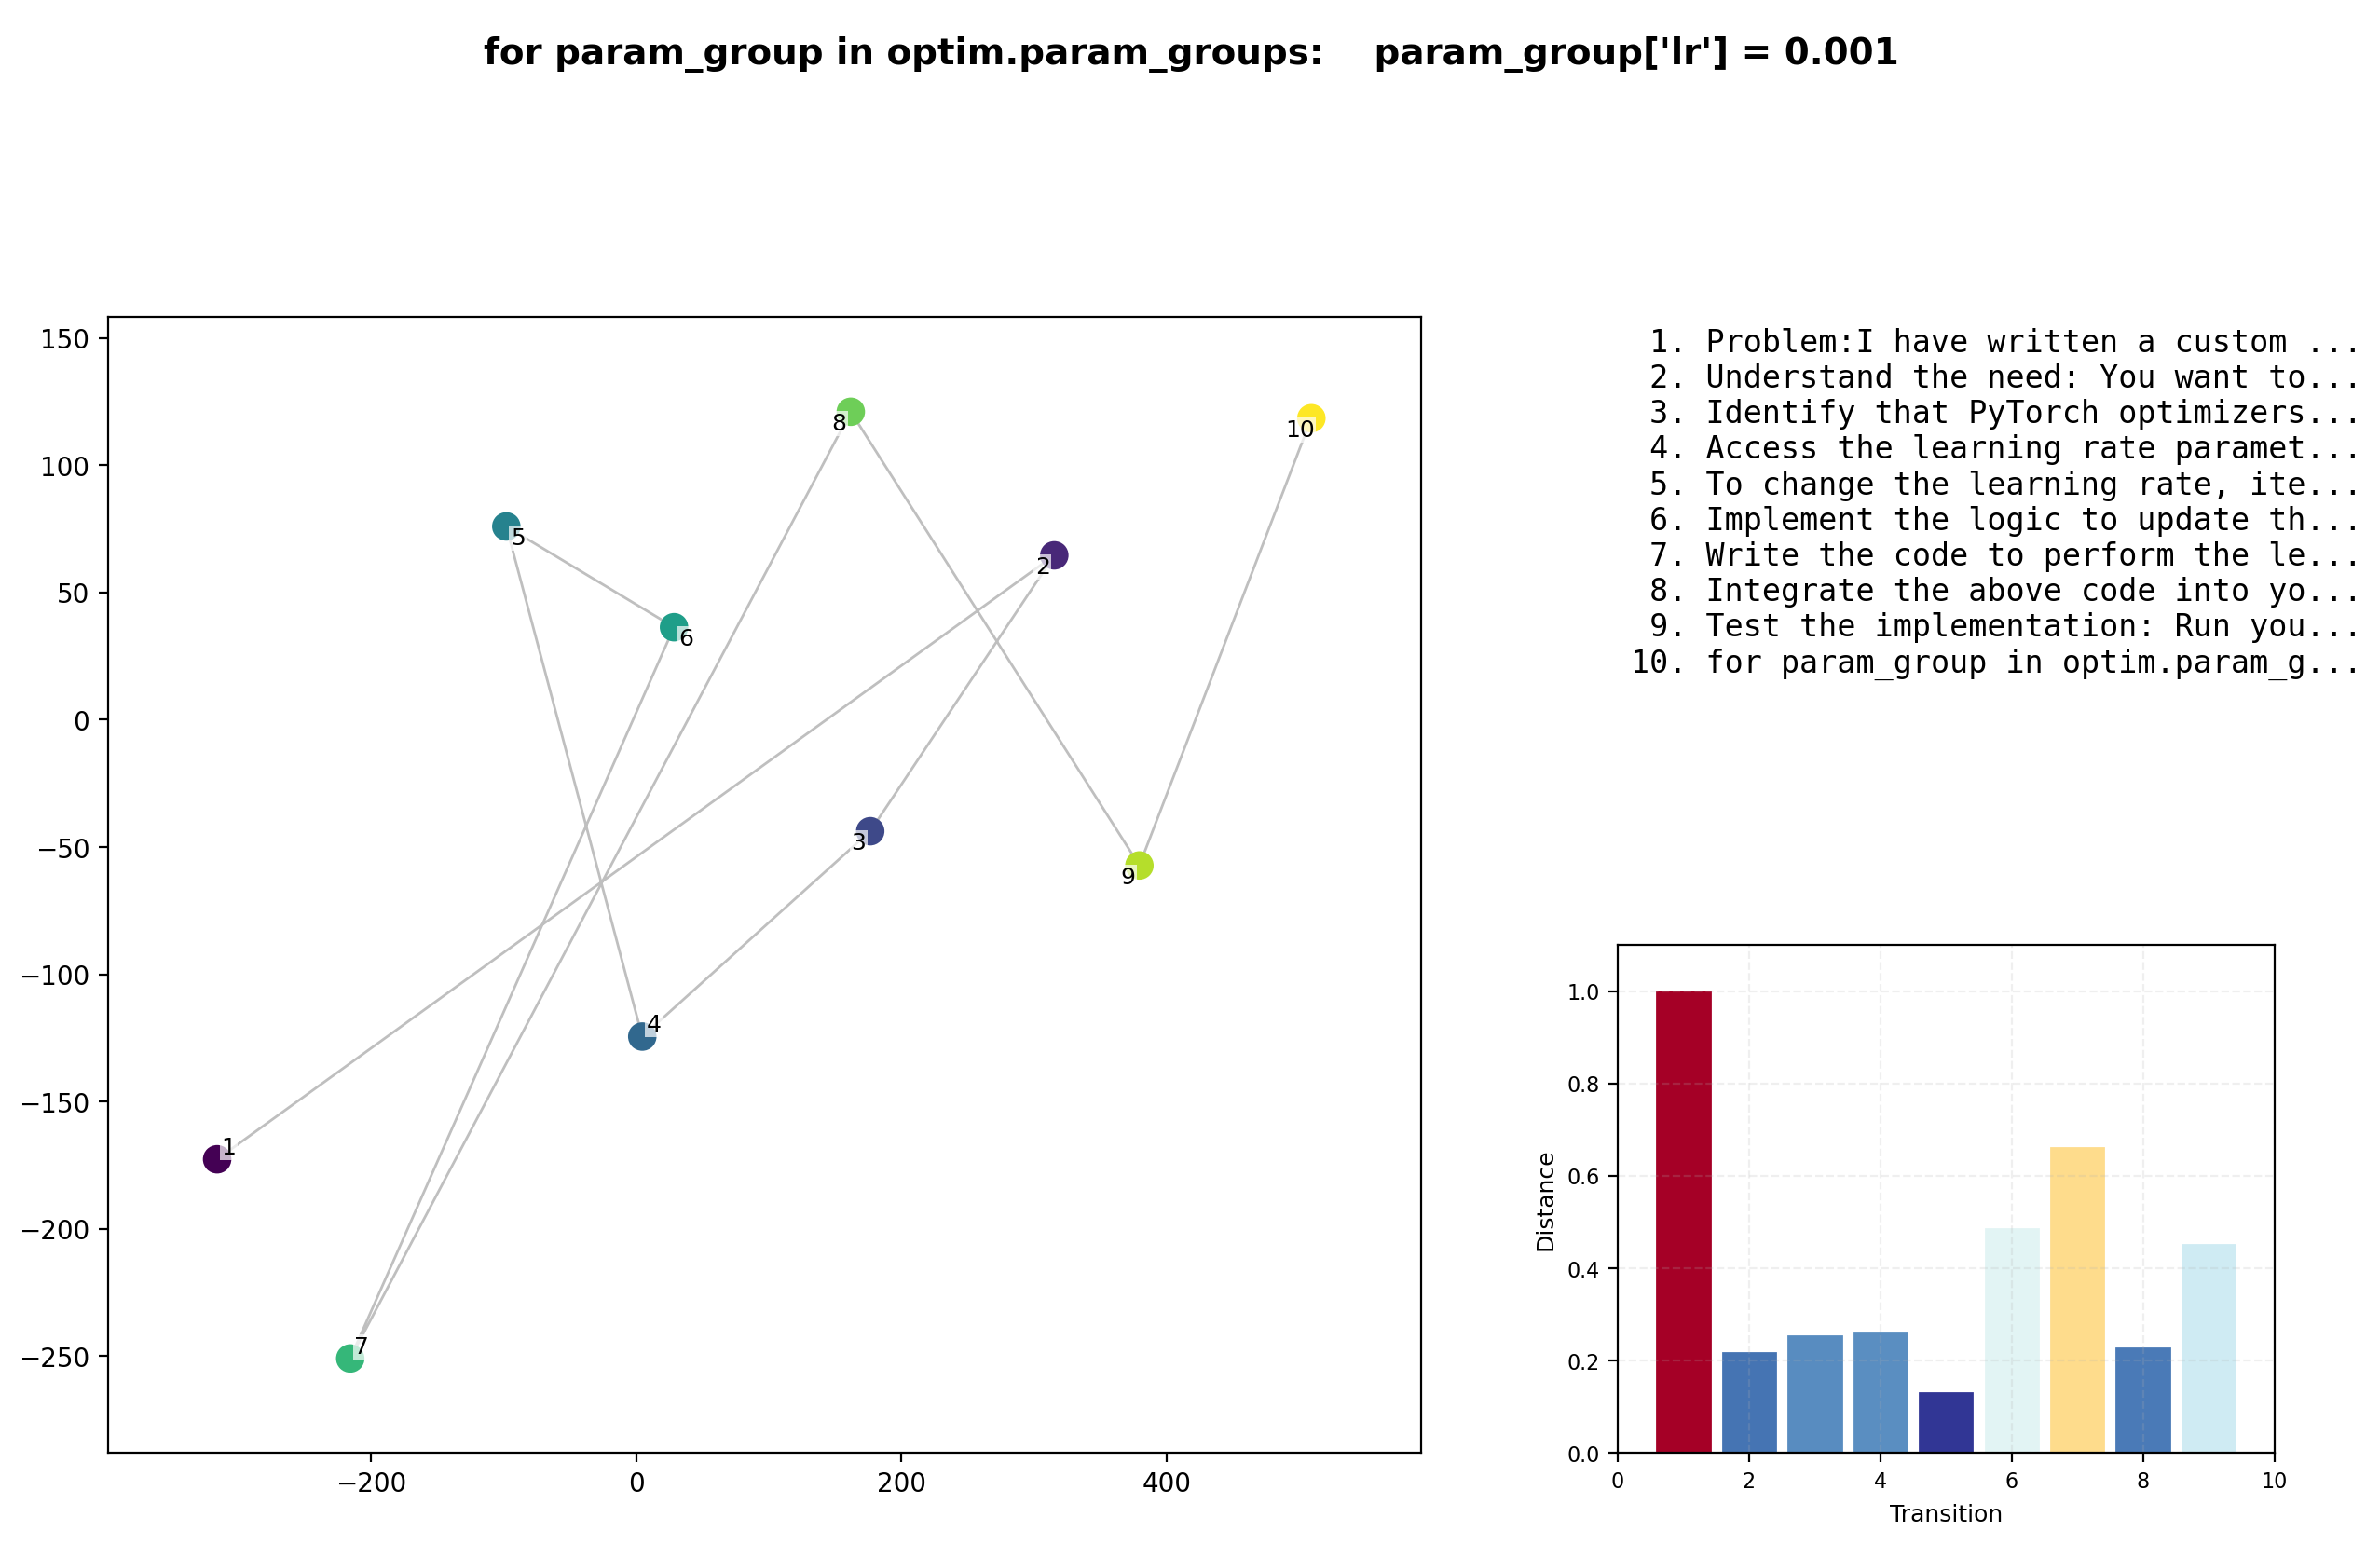 for param_group in optim.param_groups:    param_group['lr'] = 0.001
150
100
50
0
−50
−100
−150
−200
−250
−200
0
200
400
1
2
3
4
5
6
7
8
9
10
1. Problem:I have written a custom ...
2. Understand the need: You want to...
3. Identify that PyTorch optimizers...
4. Access the learning rate paramet...
5. To change the learning rate, ite...
6. Implement the logic to update th...
7. Write the code to perform the le...
8. Integrate the above code into yo...
9. Test the implementation: Run you...
10. for param_group in optim.param_g...
Distance
1.0
0.8
0.6
0.4
0.2
0.0
0
2
4
6
8
10
Transition